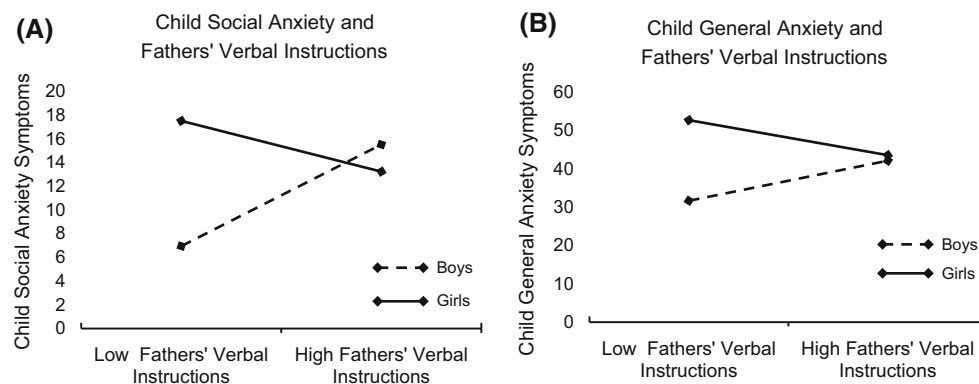 (A)
Child Social Anxiety and
Fathers' Verbal Instructions
Child Social Anxiety Symptoms
20
18
16
14
12
10
8
6
4
2
0
Boys
Girls
Low Fathers' Verbal
Instructions
High Fathers' Verbal
Instructions
(B)
Child General Anxiety and
Fathers' Verbal Instructions
Child General Anxiety Symptoms
60
50
40
30
20
10
0
Boys
Girls
Low Fathers' Verbal
Instructions
High Fathers' Verbal
Instructions